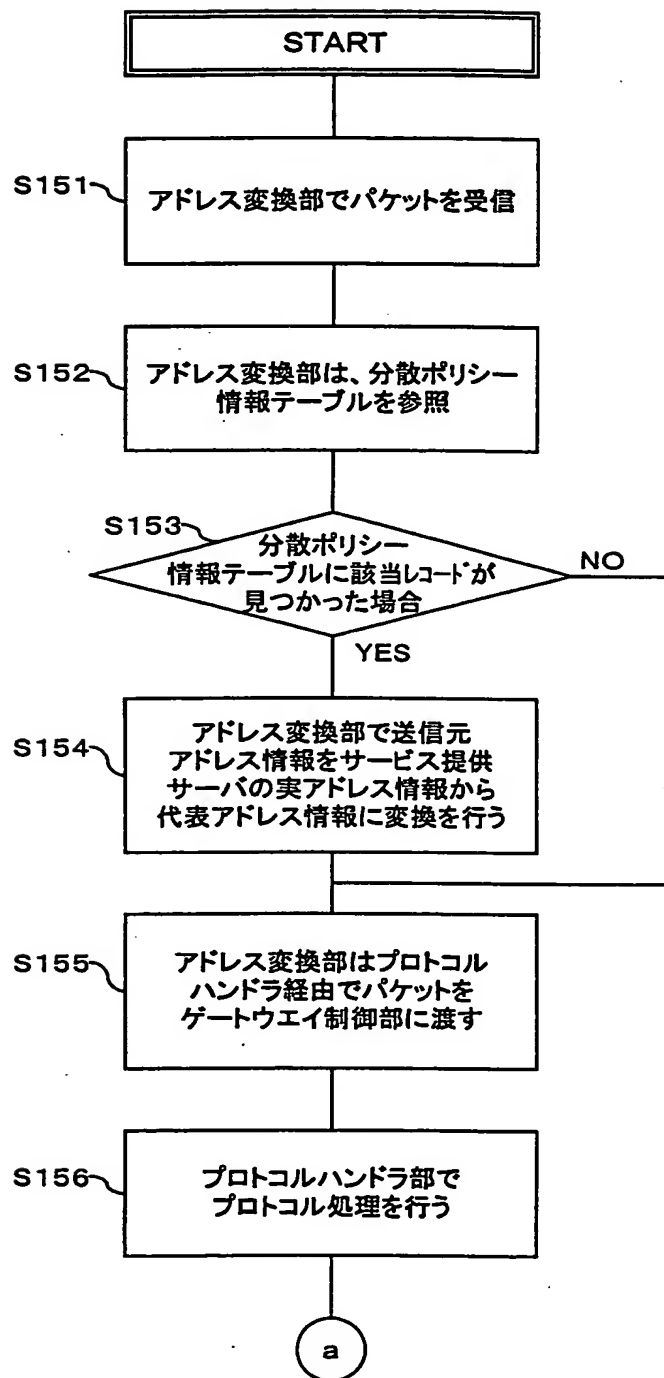 START
S151
アドレス変換部でパケットを受信
S152
アドレス変換部は、分散ポリシー
情報テーブルを参照
S153
分散ポリシー
情報テーブルに該当ﾚｺｰﾄﾞが
見つかった場合
NO
YES
S154
アドレス変換部で送信元
アドレス情報をサービス提供
サーバの実アドレス情報から
代表アドレス情報に変換を行う
S155
アドレス変換部はプロトコル
ハンドラ経由でパケットを
ゲートウエイ制御部に渡す
S156
プロトコルハンドラ部で
プロトコル処理を行う
a